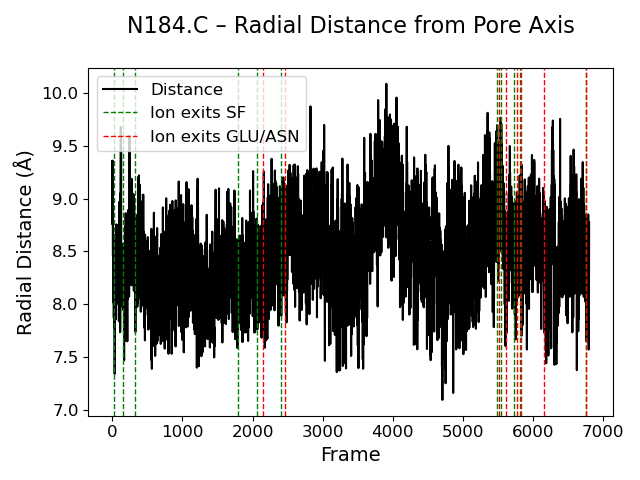 N184.C – Radial Distance from Pore Axis
Distance
Ion exits SF
Ion exits GLU/ASN
Radial Distance (Å)
10.0
9.5
9.0
8.5
8.0
7.5
7.0
0 1000 2000 3000 4000 5000 6000 7000
Frame